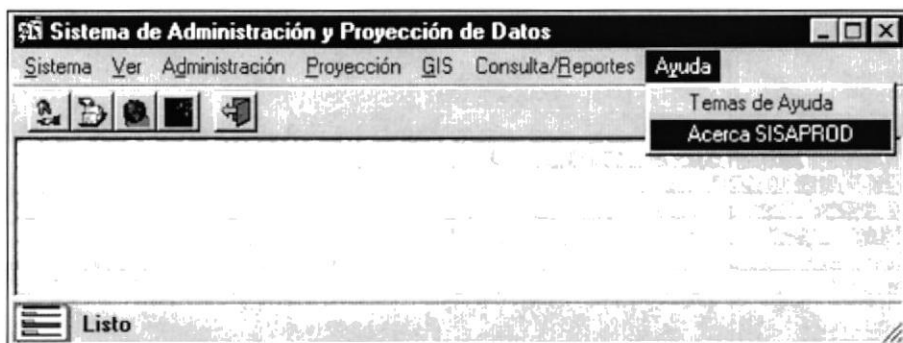 Sistema de Administración y Proyección de Datos
Sistema Ver Administración Proyección GIS Consulta/Reportes Ayuda
Temas de Ayuda
Acerca SISAPROD
Listo